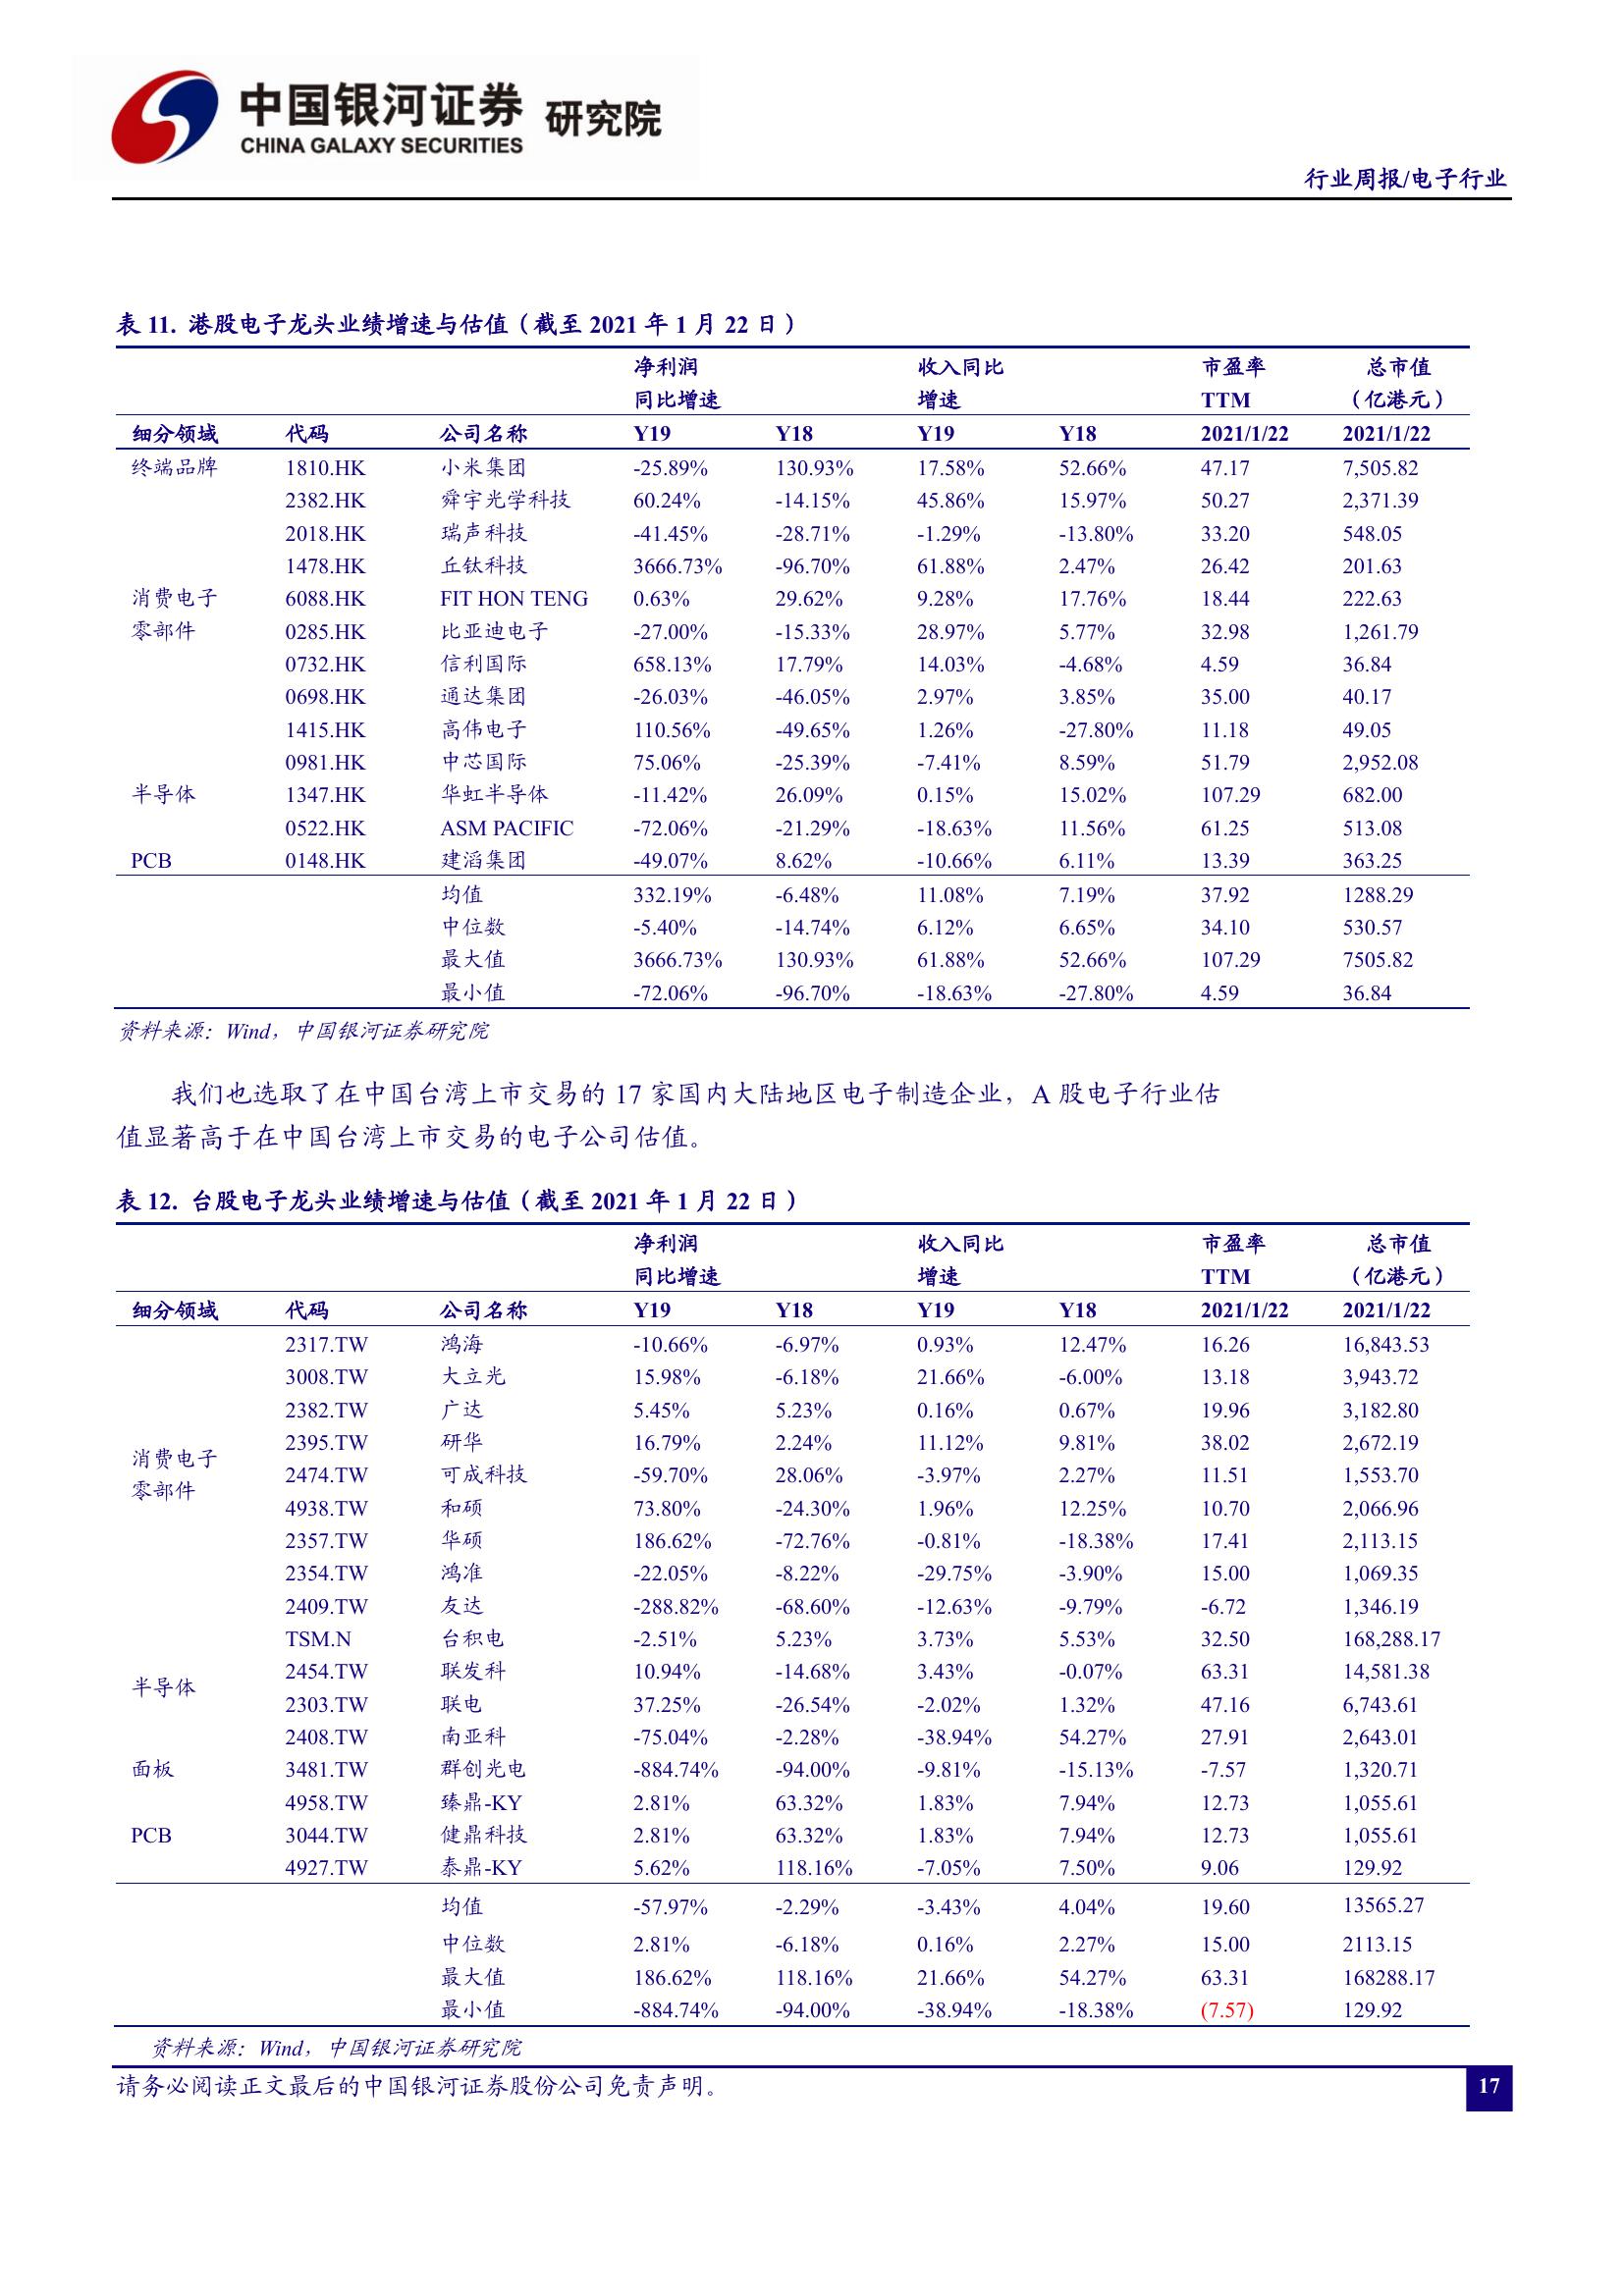 中国银河证券 研究院
CHINA GALAXY SECURITIES
行业周报/电子行业
表 11. 港股电子龙头业绩增速与估值（截至 2021 年 1 月 22 日）
净利润 收入同比 市盈率 总市值
同比增速 增速 TTM （亿港元）
细分领域 代码 公司名称 Y19 Y18 Y19 Y18 2021/1/22 2021/1/22
终端品牌 1810.HK 小米集团 -25.89% 130.93% 17.58% 52.66% 47.17 7,505.82
2382.HK 舜宇光学科技 60.24% -14.15% 45.86% 15.97% 50.27 2,371.39
2018.HK 瑞声科技 -41.45% -28.71% -1.29% -13.80% 33.20 548.05
1478.HK 丘钛科技 3666.73% -96.70% 61.88% 2.47% 26.42 201.63
消费电子 6088.HK FIT HON TENG 0.63% 29.62% 9.28% 17.76% 18.44 222.63
零部件 0285.HK 比亚迪电子 -27.00% -15.33% 28.97% 5.77% 32.98 1,261.79
0732.HK 信利国际 658.13% 17.79% 14.03% -4.68% 4.59 36.84
0698.HK 通达集团 -26.03% -46.05% 2.97% 3.85% 35.00 40.17
1415.HK 高伟电子 110.56% -49.65% 1.26% -27.80% 11.18 49.05
0981.HK 中芯国际 75.06% -25.39% -7.41% 8.59% 51.79 2,952.08
半导体 1347.HK 华虹半导体 -11.42% 26.09% 0.15% 15.02% 107.29 682.00
0522.HK ASM PACIFIC -72.06% -21.29% -18.63% 11.56% 61.25 513.08
PCB 0148.HK 建滔集团 -49.07% 8.62% -10.66% 6.11% 13.39 363.25
均值 332.19% -6.48% 11.08% 7.19% 37.92 1288.29
中位数 -5.40% -14.74% 6.12% 6.65% 34.10 530.57
最大值 3666.73% 130.93% 61.88% 52.66% 107.29 7505.82
最小值 -72.06% -96.70% -18.63% -27.80% 4.59 36.84
资料来源：Wind，中国银河证券研究院
我们也选取了在中国台湾上市交易的 17 家国内大陆地区电子制造企业，A 股电子行业估
值显著高于在中国台湾上市交易的电子公司估值。
表 12. 台股电子龙头业绩增速与估值（截至 2021 年 1 月 22 日）
净利润 收入同比 市盈率 总市值
同比增速 增速 TTM （亿港元）
细分领域 代码 公司名称 Y19 Y18 Y19 Y18 2021/1/22 2021/1/22
2317.TW 鸿海 -10.66% -6.97% 0.93% 12.47% 16.26 16,843.53
3008.TW 大立光 15.98% -6.18% 21.66% -6.00% 13.18 3,943.72
2382.TW 广达 5.45% 5.23% 0.16% 0.67% 19.96 3,182.80
2395.TW 研华 16.79% 2.24% 11.12% 9.81% 38.02 2,672.19
消费电子
2474.TW 可成科技 -59.70% 28.06% -3.97% 2.27% 11.51 1,553.70
零部件
4938.TW 和硕 73.80% -24.30% 1.96% 12.25% 10.70 2,066.96
2357.TW 华硕 186.62% -72.76% -0.81% -18.38% 17.41 2,113.15
2354.TW 鸿准 -22.05% -8.22% -29.75% -3.90% 15.00 1,069.35
2409.TW 友达 -288.82% -68.60% -12.63% -9.79% -6.72 1,346.19
TSM.N 台积电 -2.51% 5.23% 3.73% 5.53% 32.50 168,288.17
2454.TW 联发科 10.94% -14.68% 3.43% -0.07% 63.31 14,581.38
半导体
2303.TW 联电 37.25% -26.54% -2.02% 1.32% 47.16 6,743.61
2408.TW 南亚科 -75.04% -2.28% -38.94% 54.27% 27.91 2,643.01
面板 3481.TW 群创光电 -884.74% -94.00% -9.81% -15.13% -7.57 1,320.71
4958.TW 臻鼎-KY 2.81% 63.32% 1.83% 7.94% 12.73 1,055.61
PCB 3044.TW 健鼎科技 2.81% 63.32% 1.83% 7.94% 12.73 1,055.61
4927.TW 泰鼎-KY 5.62% 118.16% -7.05% 7.50% 9.06 129.92
均值 -57.97% -2.29% -3.43% 4.04% 19.60 13565.27
中位数 2.81% -6.18% 0.16% 2.27% 15.00 2113.15
最大值 186.62% 118.16% 21.66% 54.27% 63.31 168288.17
最小值 -884.74% -94.00% -38.94% -18.38% (7.57) 129.92
资料来源：Wind，中国银河证券研究院
请务必阅读正文最后的中国银河证券股份公司免责声明。
17